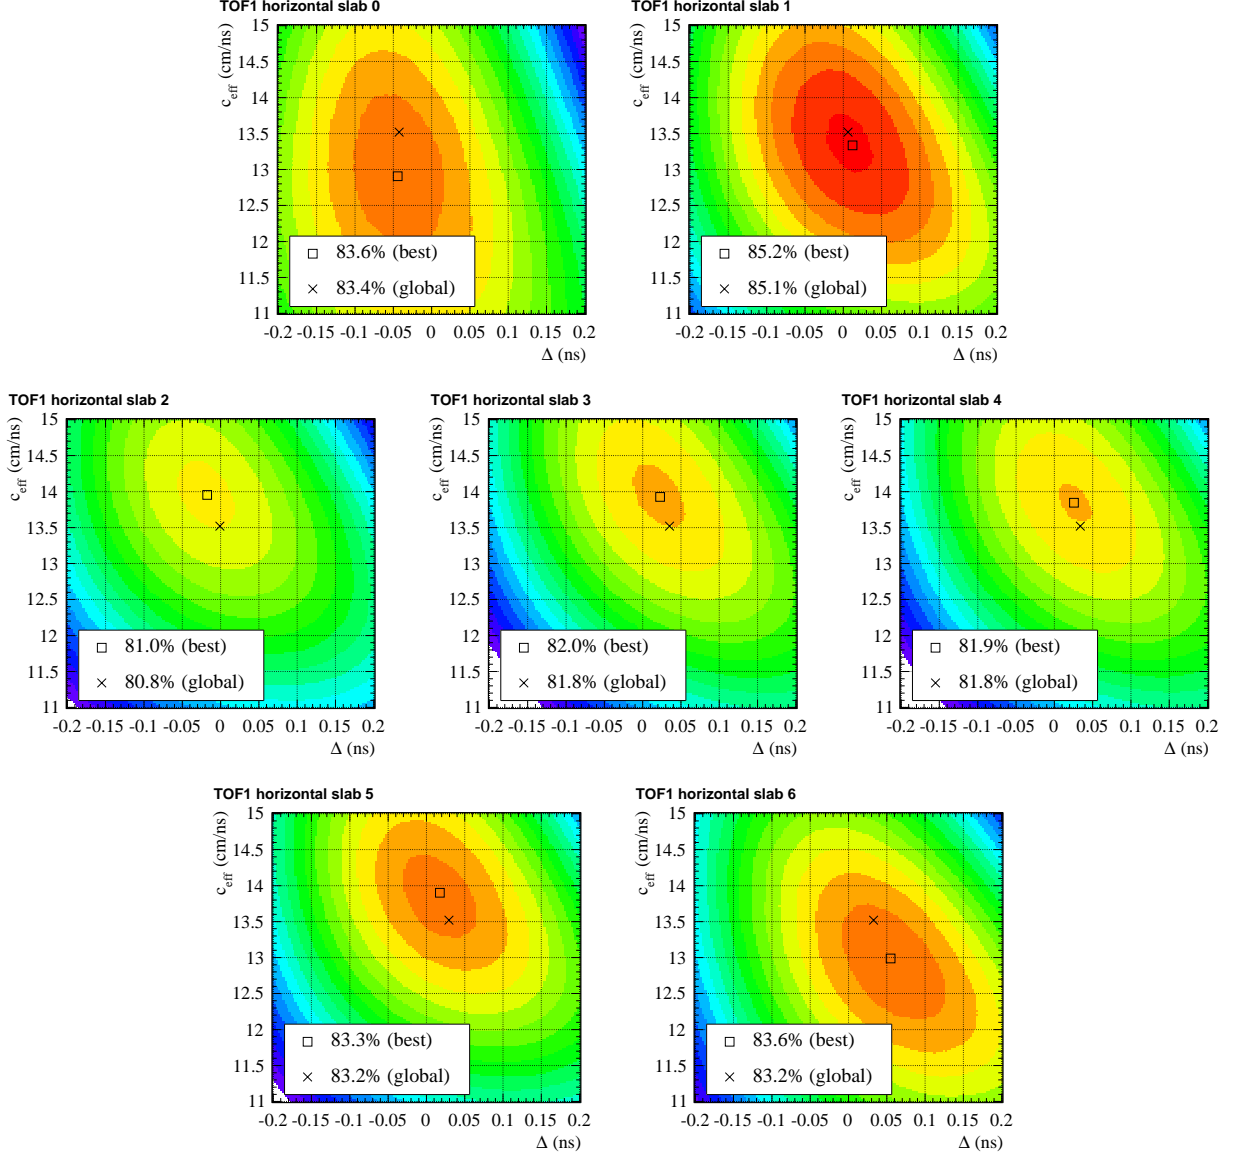 TOF1 horizontal slab 0
c_eff (cm/ns)
15
14.5
14
13.5
13
12.5
12
11.5
11
□ 83.6% (best)
× 83.4% (global)
-0.2 -0.15 -0.1 -0.05 0 0.05 0.1 0.15 0.2
Δ (ns)
TOF1 horizontal slab 1
c_eff (cm/ns)
15
14.5
14
13.5
13
12.5
12
11.5
11
□ 85.2% (best)
× 85.1% (global)
-0.2 -0.15 -0.1 -0.05 0 0.05 0.1 0.15 0.2
Δ (ns)
TOF1 horizontal slab 2
c_eff (cm/ns)
15
14.5
14
13.5
13
12.5
12
11.5
11
□ 81.0% (best)
× 80.8% (global)
-0.2 -0.15 -0.1 -0.05 0 0.05 0.1 0.15 0.2
Δ (ns)
TOF1 horizontal slab 3
c_eff (cm/ns)
15
14.5
14
13.5
13
12.5
12
11.5
11
□ 82.0% (best)
× 81.8% (global)
-0.2 -0.15 -0.1 -0.05 0 0.05 0.1 0.15 0.2
Δ (ns)
TOF1 horizontal slab 4
c_eff (cm/ns)
15
14.5
14
13.5
13
12.5
12
11.5
11
□ 81.9% (best)
× 81.8% (global)
-0.2 -0.15 -0.1 -0.05 0 0.05 0.1 0.15 0.2
Δ (ns)
TOF1 horizontal slab 5
c_eff (cm/ns)
15
14.5
14
13.5
13
12.5
12
11.5
11
□ 83.3% (best)
× 83.2% (global)
-0.2 -0.15 -0.1 -0.05 0 0.05 0.1 0.15 0.2
Δ (ns)
TOF1 horizontal slab 6
c_eff (cm/ns)
15
14.5
14
13.5
13
12.5
12
11.5
11
□ 83.6% (best)
× 83.2% (global)
-0.2 -0.15 -0.1 -0.05 0 0.05 0.1 0.15 0.2
Δ (ns)